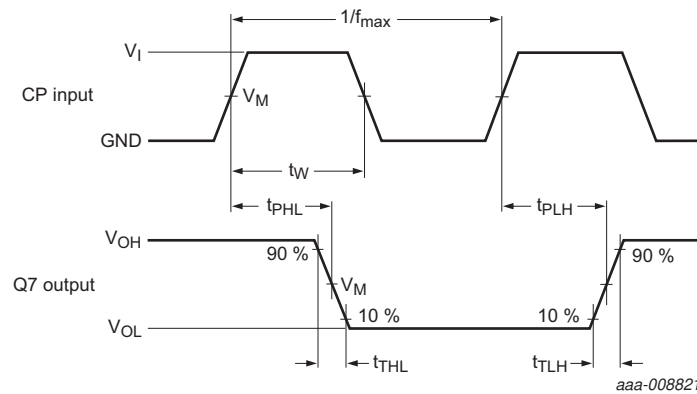 1/fmax
VI
CP input
VM
GND
tW
tPHL
tPLH
VOH
90 %
90 %
Q7 output
VM
10 %
10 %
VOL
tTHL
tTLH
aaa-008821